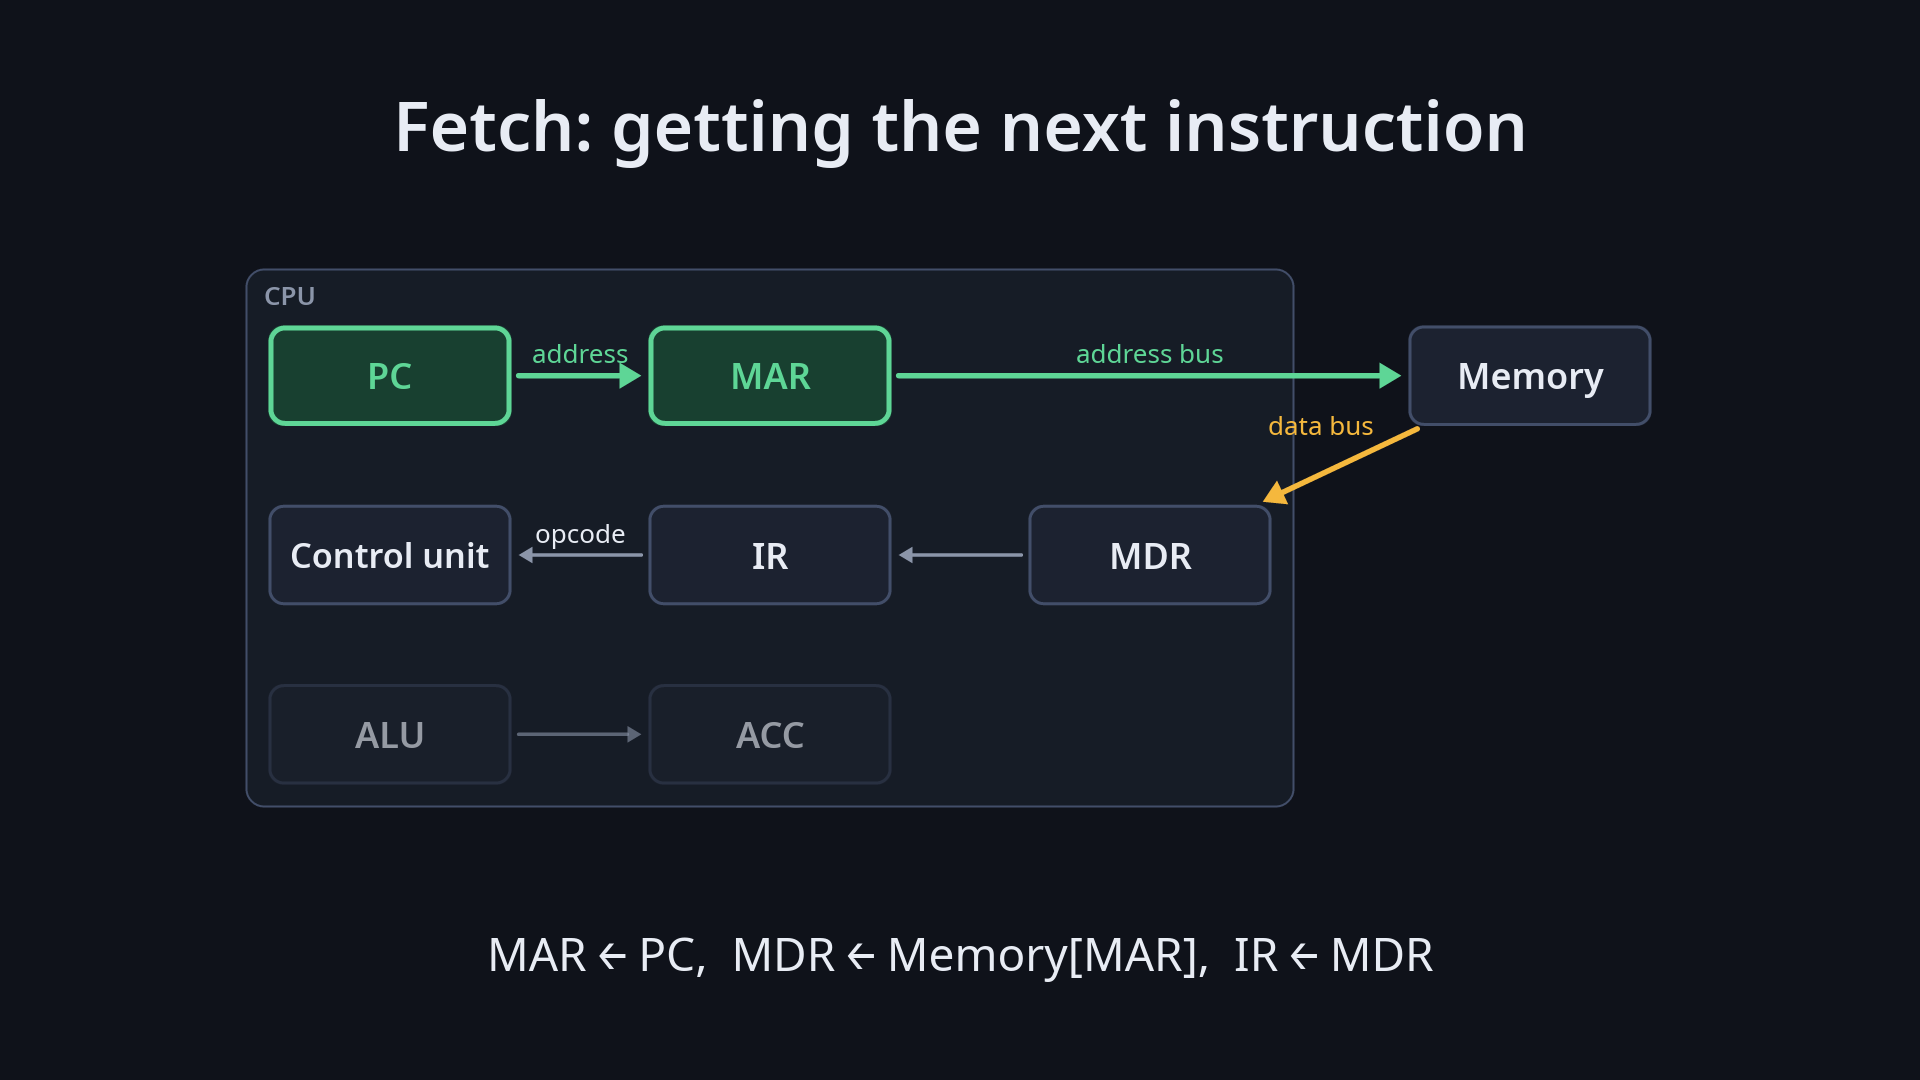 Fetch: getting the next instruction
CPU
PC
address
MAR
address bus
Memory
data bus
Control unit
opcode
IR
MDR
ALU
ACC
MAR ← PC, MDR ← Memory[MAR], IR ← MDR